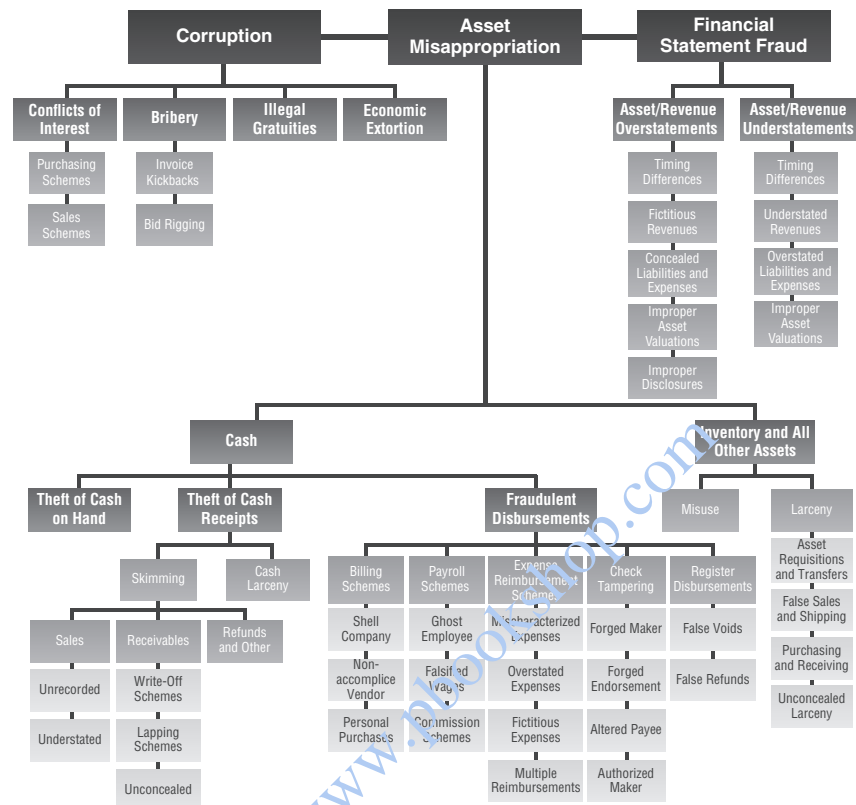 Corruption
Asset
Misappropriation
Financial
Statement Fraud
Conflicts of
Interest
Bribery
Illegal
Gratuities
Economic
Extortion
Asset/Revenue
Overstatements
Asset/Revenue
Understatements
Purchasing
Schemes
Sales
Schemes
Invoice
Kickbacks
Bid Rigging
Timing
Differences
Fictitious
Revenues
Concealed
Liabilities and
Expenses
Improper
Asset
Valuations
Improper
Disclosures
Timing
Differences
Understated
Revenues
Overstated
Liabilities and
Expenses
Improper
Asset
Valuations
Cash
Inventory and All
Other Assets
Theft of Cash
on Hand
Theft of Cash
Receipts
Fraudulent
Disbursements
Misuse
Larceny
Asset
Requisitions
and Transfers
False Sales
and Shipping
Purchasing
and Receiving
Unconcealed
Larceny
Skimming
Cash
Larceny
Sales
Receivables
Refunds
and Other
Unrecorded
Understated
Write-Off
Schemes
Lapping
Schemes
Unconcealed
Billing
Schemes
Shell
Company
Non-
accomplice
Vendor
Personal
Purchases
Payroll
Schemes
Ghost
Employee
Falsified
Wages
Commission
Schemes
Expense
Reimbursement
Schemes
Mischaracterized
Expenses
Overstated
Expenses
Fictitious
Expenses
Multiple
Reimbursements
Check
Tampering
Forged Maker
Forged
Endorsement
Altered Payee
Authorized
Maker
Register
Disbursements
False Voids
False Refunds
www.pbookshop.com